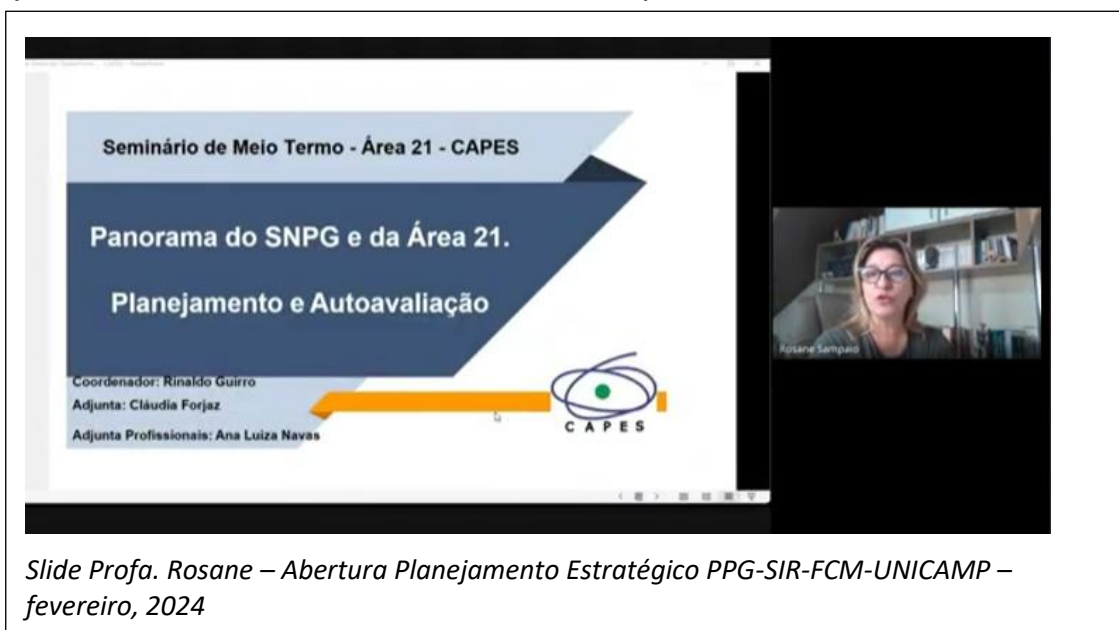 Seminário de Meio Termo - Área 21 - CAPES
Panorama do SNPG e da Área 21.
Planejamento e Autoavaliação
Coordenador: Rinaldo Guirro
Adjunta: Cláudia Forjaz
Adjunta Profissionais: Ana Luiza Navas
CAPES
Rosane Sampaio
Slide Profa. Rosane – Abertura Planejamento Estratégico PPG-SIR-FCM-UNICAMP –
fevereiro, 2024